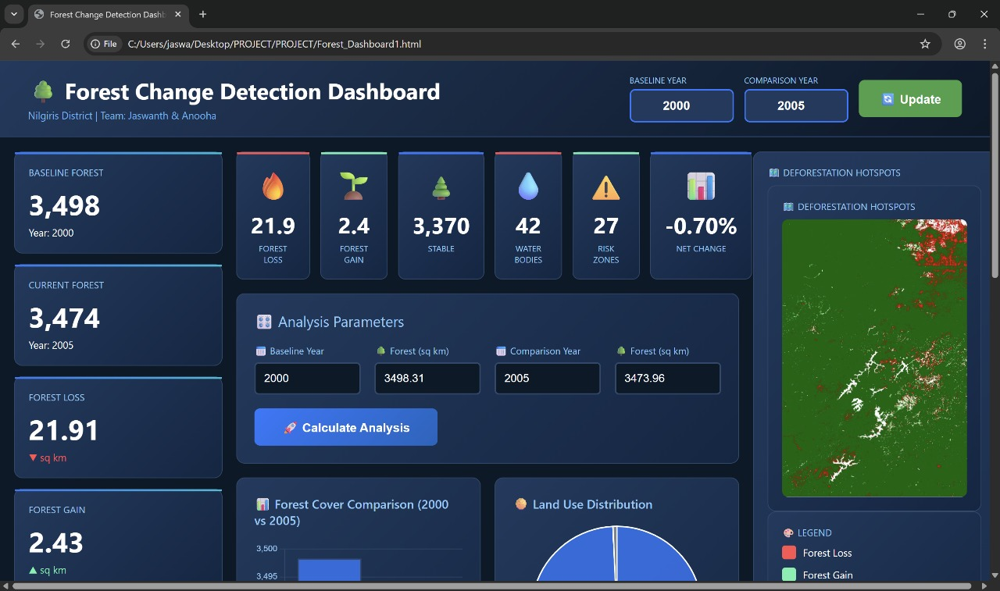 Forest Change Detection Dashb
File
C:/Users/jaswa/Desktop/PROJECT/PROJECT/Forest_Dashboard1.html
Forest Change Detection Dashboard
Nilgiris District | Team: Jaswanth & Anooha
BASELINE YEAR
2000
COMPARISON YEAR
2005
Update
BASELINE FOREST
3,498
Year: 2000
CURRENT FOREST
3,474
Year: 2005
FOREST LOSS
21.91
▼ sq km
FOREST GAIN
2.43
▲ sq km
21.9
FOREST
LOSS
2.4
FOREST
GAIN
3,370
STABLE
42
WATER
BODIES
27
RISK
ZONES
-0.70%
NET CHANGE
Analysis Parameters
Baseline Year
2000
Forest (sq km)
3498.31
Comparison Year
2005
Forest (sq km)
3473.96
Calculate Analysis
Forest Cover Comparison (2000
vs 2005)
3,500
3,495
Land Use Distribution
DEFORESTATION HOTSPOTS
DEFORESTATION HOTSPOTS
LEGEND
Forest Loss
Forest Gain